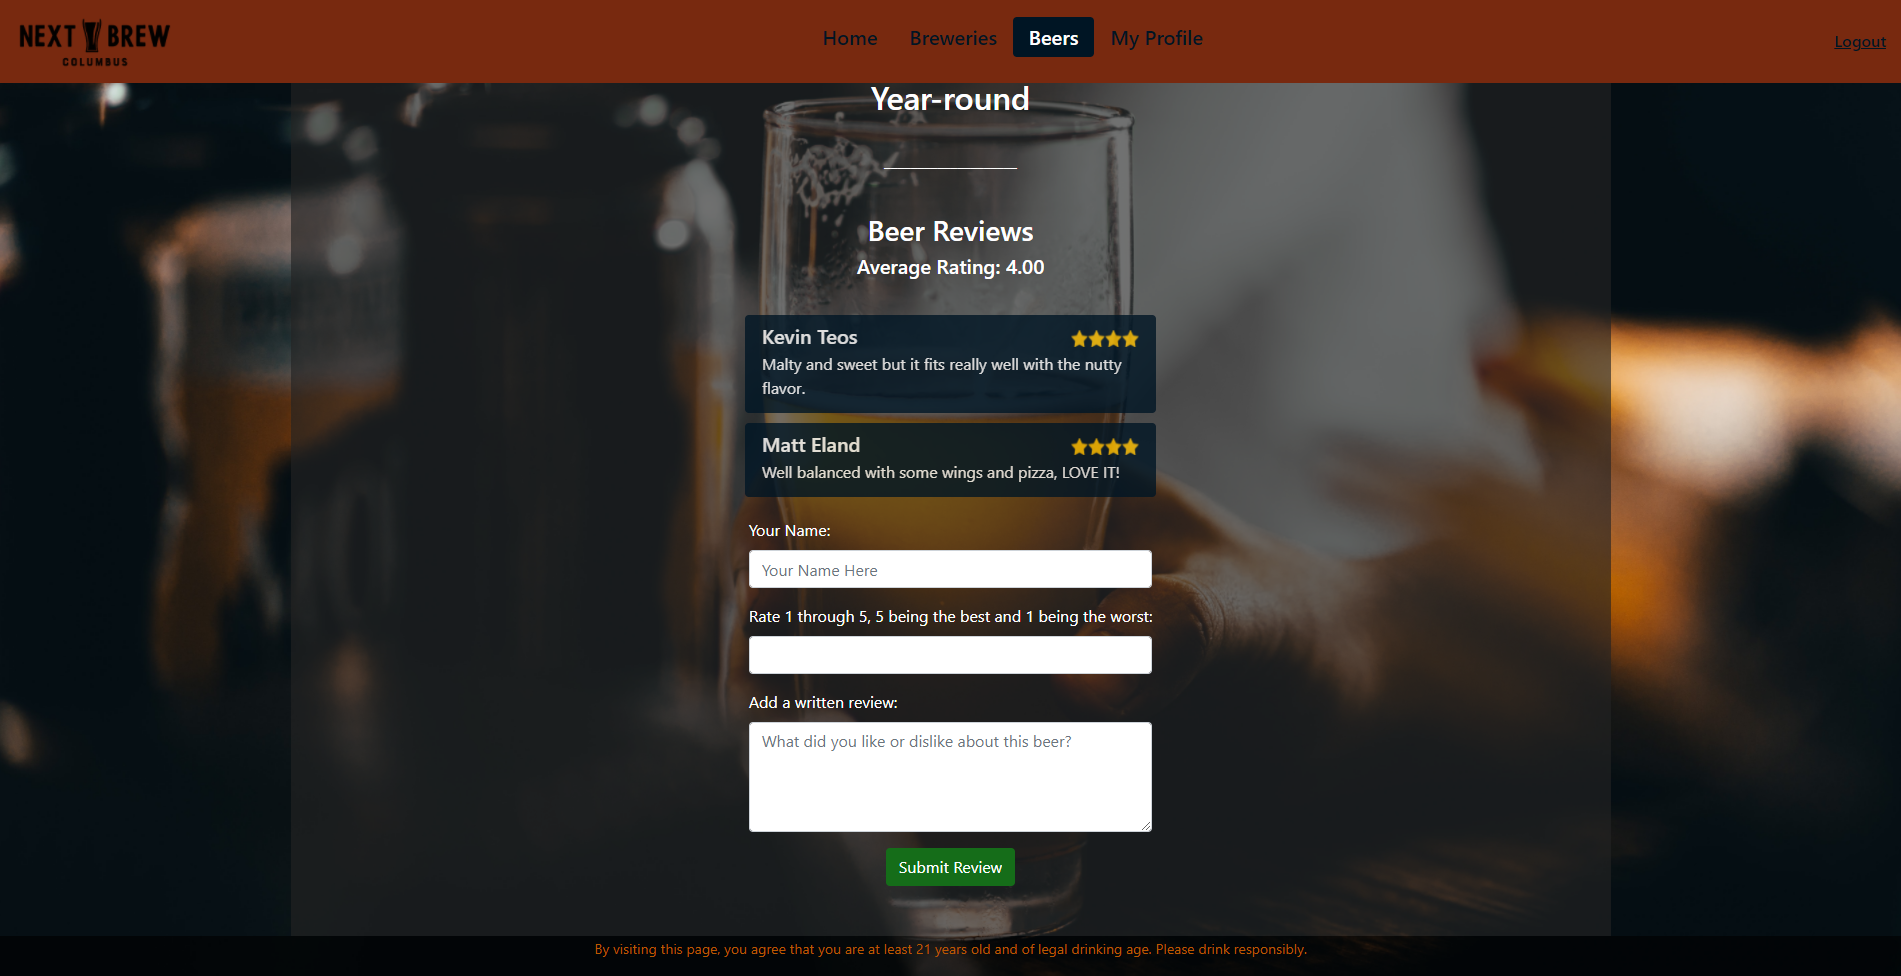 NEXT BREW
COLUMBUS
Home Breweries Beers My Profile
Logout
Year-round
Beer Reviews
Average Rating: 4.00
Kevin Teos
Malty and sweet but it fits really well with the nutty
flavor.
Matt Eland
Well balanced with some wings and pizza, LOVE IT!
Your Name:
Your Name Here
Rate 1 through 5, 5 being the best and 1 being the worst:
Add a written review:
What did you like or dislike about this beer?
Submit Review
By visiting this page, you agree that you are at least 21 years old and of legal drinking age. Please drink responsibly.